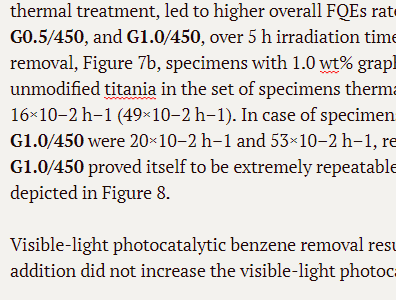 thermal treatment, led to higher overall FQEs rate
G0.5/450, and G1.0/450, over 5 h irradiation time
removal, Figure 7b, specimens with 1.0 wt% grap
unmodified titania in the set of specimens therma
16×10−2 h−1 (49×10−2 h−1). In case of specimen
G1.0/450 were 20×10−2 h−1 and 53×10−2 h−1, re
G1.0/450 proved itself to be extremely repeatable
depicted in Figure 8.
Visible-light photocatalytic benzene removal resu
addition did not increase the visible-light photoca